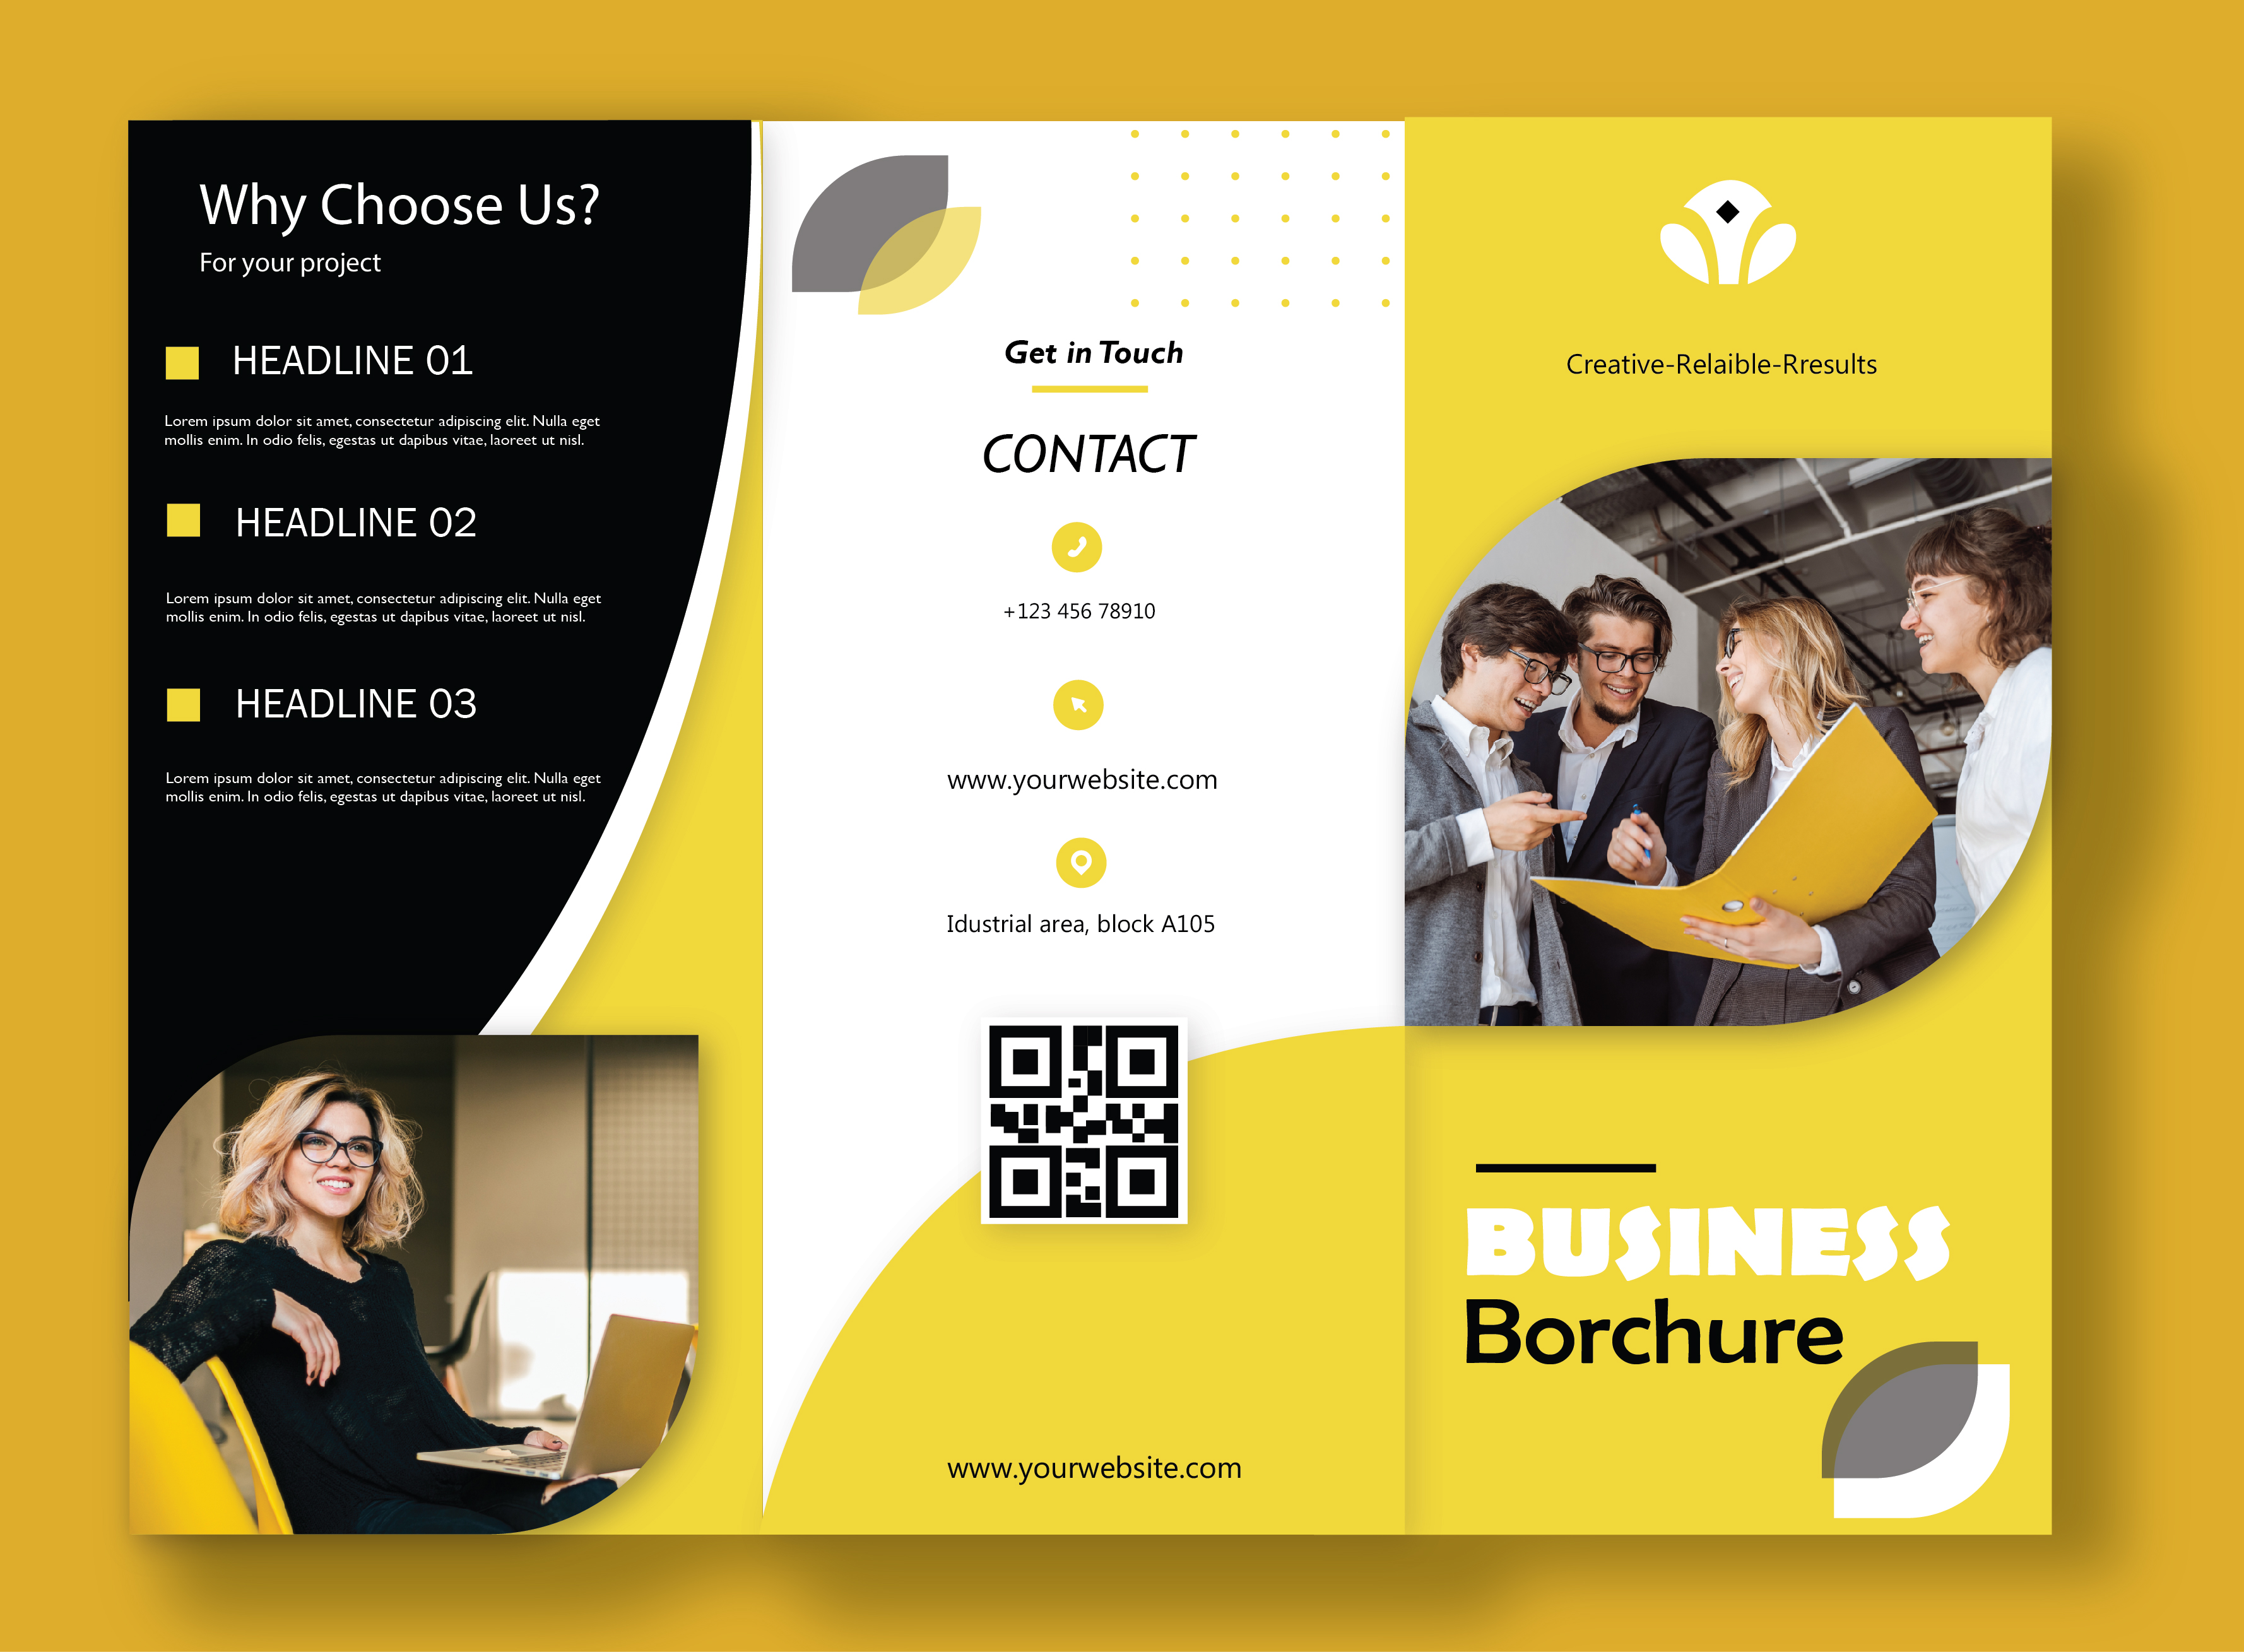 Why Choose Us?
For your project
HEADLINE 01
Lorem ipsum dolor sit amet, consectetur adipiscing elit. Nulla eget
mollis enim. In odio felis, egestas ut dapibus vitae, laoreet ut nisl.
HEADLINE 02
Lorem ipsum dolor sit amet, consectetur adipiscing elit. Nulla eget
mollis enim. In odio felis, egestas ut dapibus vitae, laoreet ut nisl.
HEADLINE 03
Lorem ipsum dolor sit amet, consectetur adipiscing elit. Nulla eget
mollis enim. In odio felis, egestas ut dapibus vitae, laoreet ut nisl.
Get in Touch
CONTACT
+123 456 78910
www.yourwebsite.com
Idustrial area, block A105
www.yourwebsite.com
Creative-Relaible-Rresults
BUSINESS
Borchure